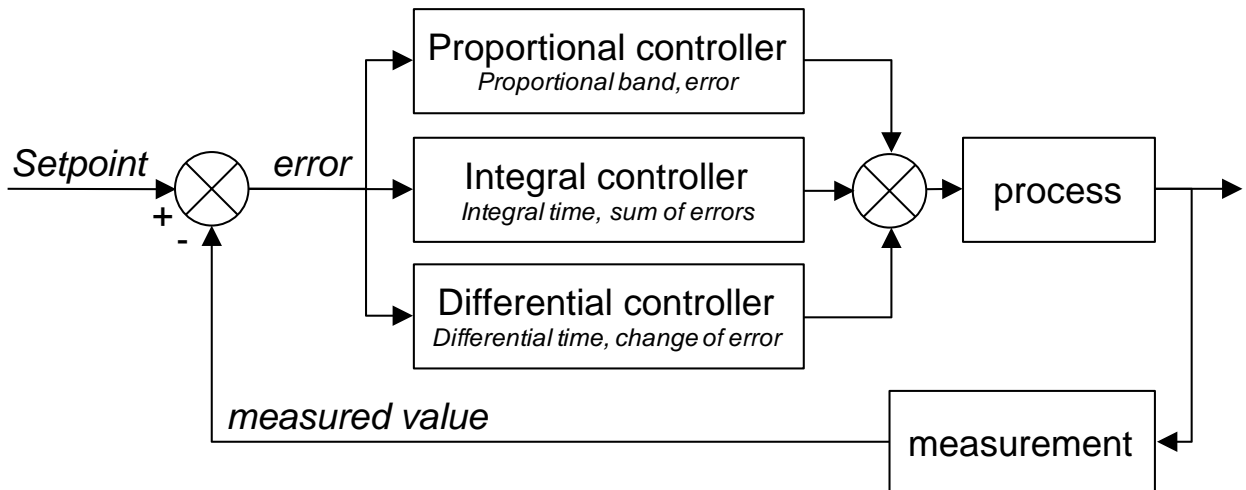 Proportional controller
Proportional band, error
Setpoint
error
+
-
Integral controller
Integral time, sum of errors
process
Differential controller
Differential time, change of error
measured value
measurement